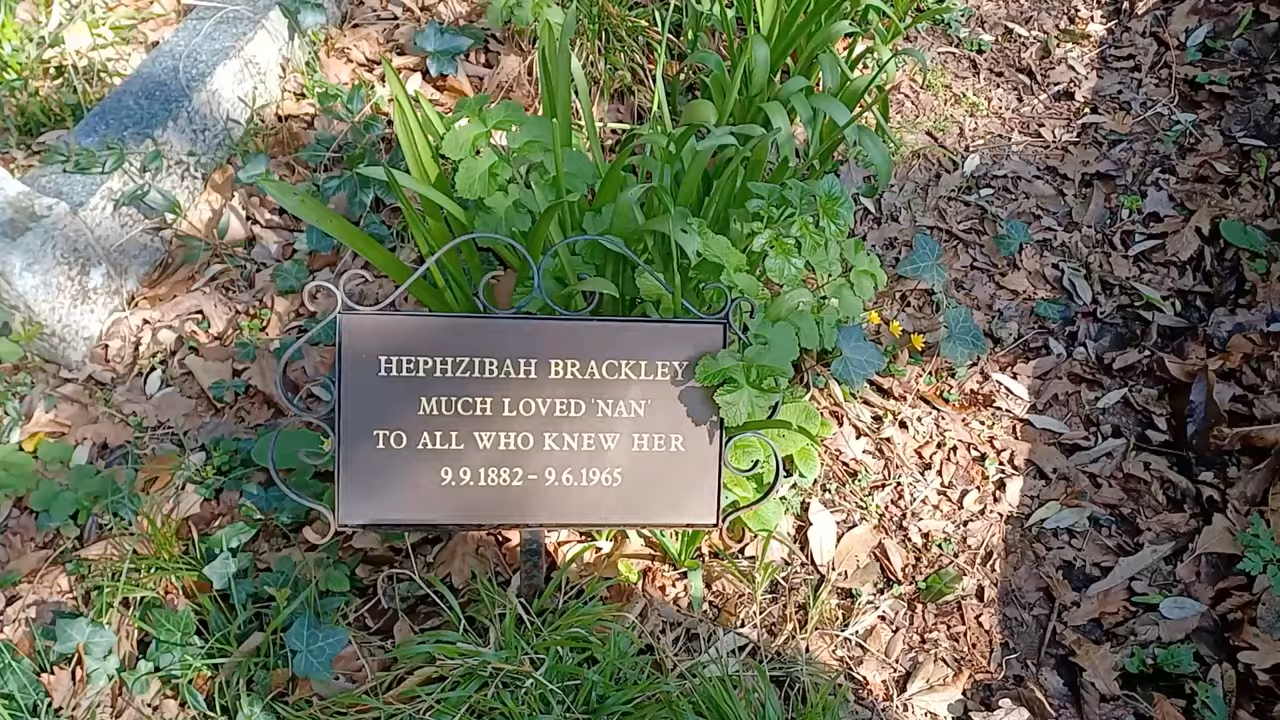 HEPHZIBAH BRACKLEY
MUCH LOVED 'NAN'
TO ALL WHO KNEW HER
9.9.1882 - 9.6.1965